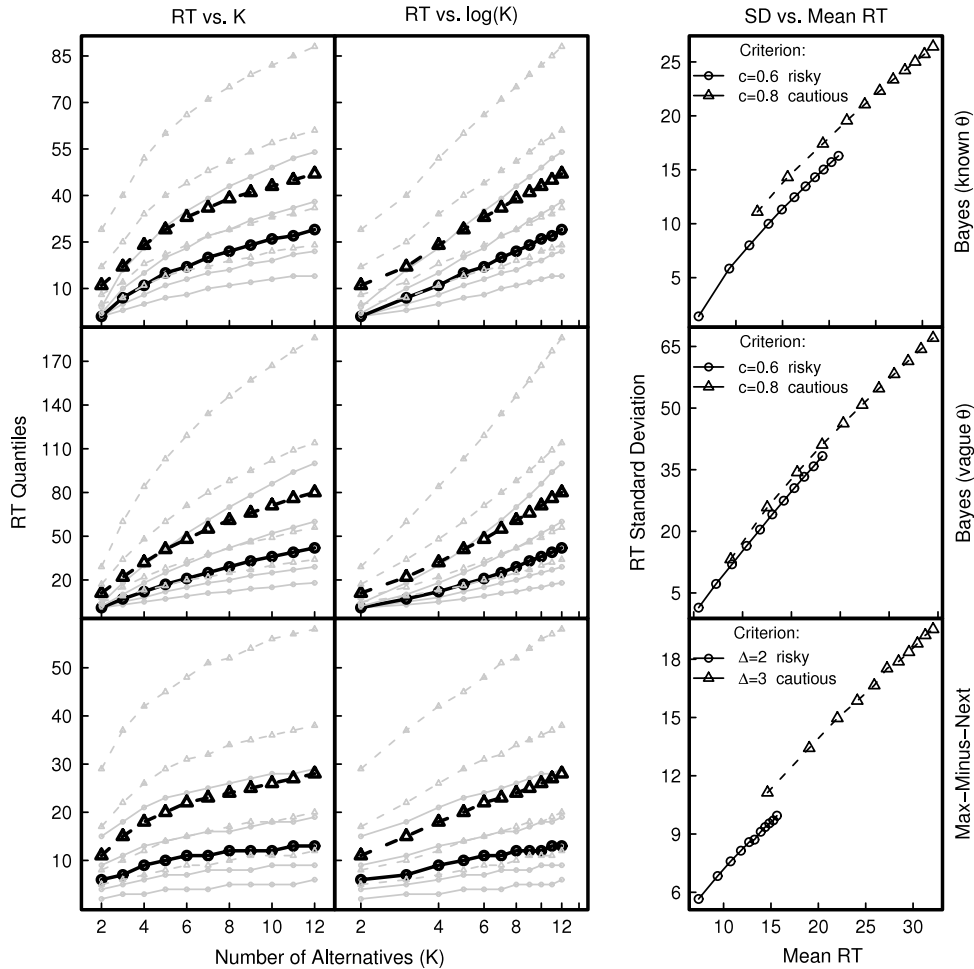 RT vs. K
RT vs. log(K)
SD vs. Mean RT
85
70
55
40
25
10
Criterion:
c=0.6 risky
c=0.8 cautious
25
20
15
10
5
Bayes (known θ)
170
140
110
80
50
20
RT Quantiles
Criterion:
c=0.6 risky
c=0.8 cautious
65
50
35
20
5
RT Standard Deviation
Bayes (vague θ)
50
40
30
20
10
Criterion:
Δ=2 risky
Δ=3 cautious
18
15
12
9
6
Max−Minus−Next
2 4 6 8 10 12
2 4 6 8 10 12
10 15 20 25 30
Number of Alternatives (K)
Mean RT